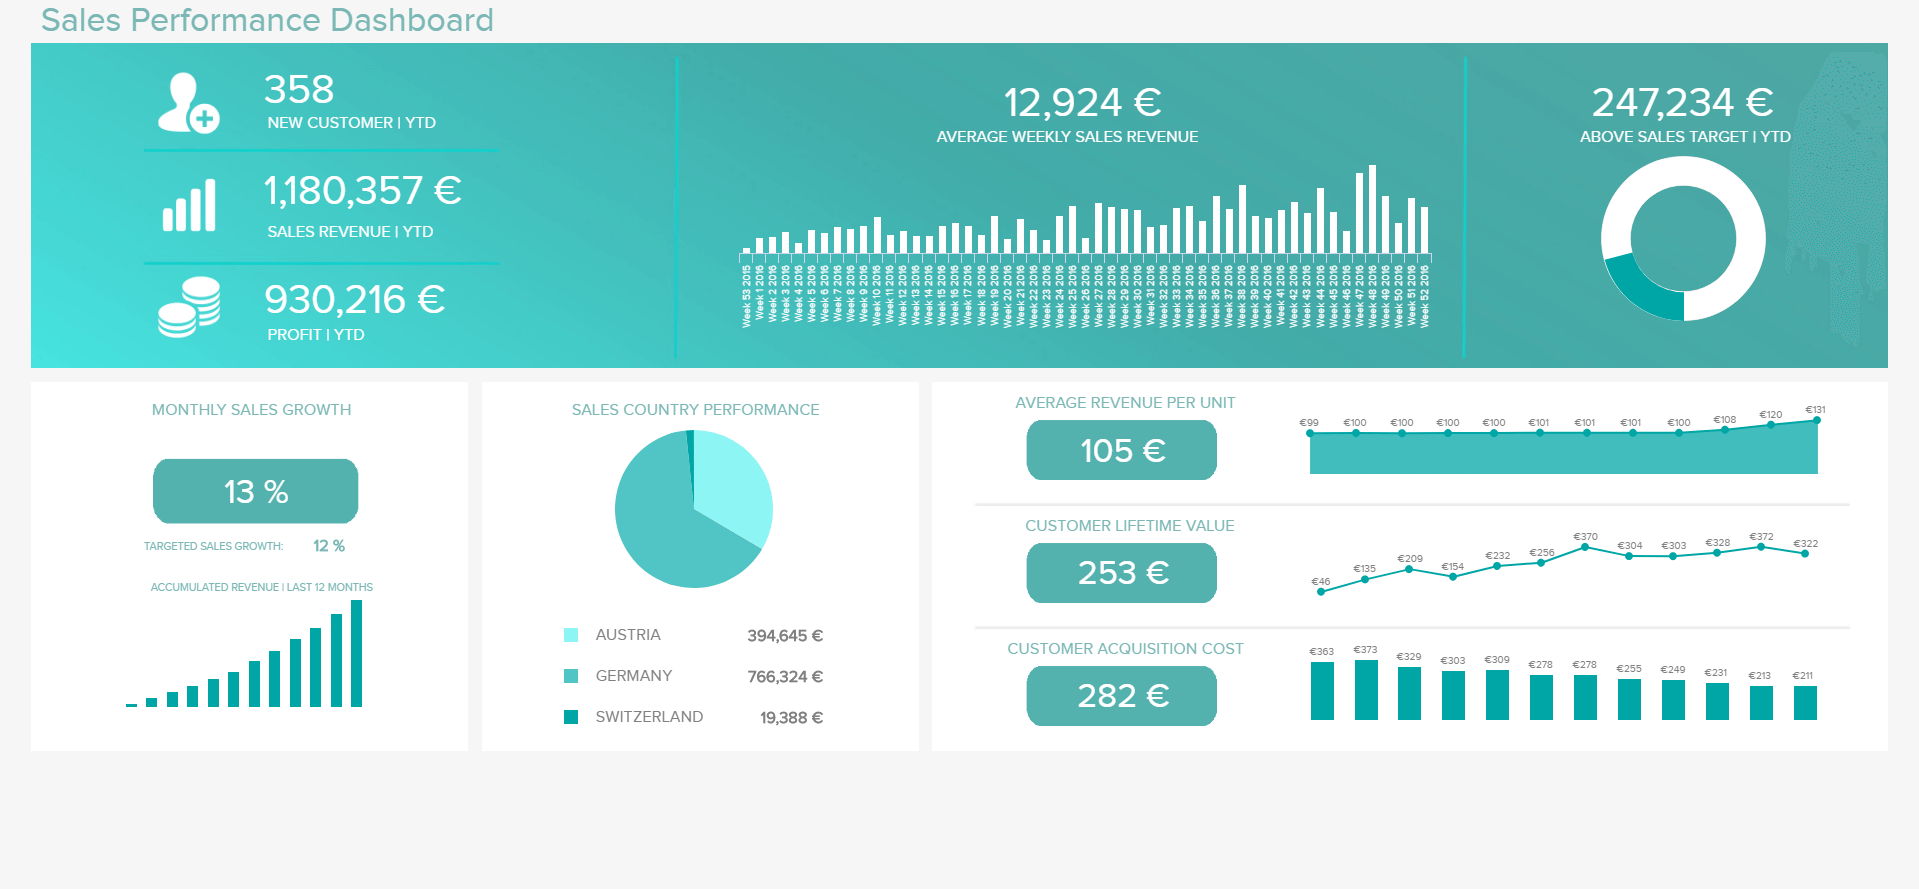 Sales Performance Dashboard
358
NEW CUSTOMER | YTD
1,180,357 €
SALES REVENUE | YTD
930,216 €
PROFIT | YTD
12,924 €
AVERAGE WEEKLY SALES REVENUE
Week 53 2015
Week 1 2016
Week 2 2016
Week 3 2016
Week 4 2016
Week 5 2016
Week 6 2016
Week 7 2016
Week 8 2016
Week 9 2016
Week 10 2016
Week 11 2016
Week 12 2016
Week 13 2016
Week 14 2016
Week 15 2016
Week 16 2016
Week 17 2016
Week 18 2016
Week 19 2016
Week 20 2016
Week 21 2016
Week 22 2016
Week 23 2016
Week 24 2016
Week 25 2016
Week 26 2016
Week 27 2016
Week 28 2016
Week 29 2016
Week 30 2016
Week 31 2016
Week 32 2016
Week 33 2016
Week 34 2016
Week 35 2016
Week 36 2016
Week 37 2016
Week 38 2016
Week 39 2016
Week 40 2016
Week 41 2016
Week 42 2016
Week 43 2016
Week 44 2016
Week 45 2016
Week 46 2016
Week 47 2016
Week 48 2016
Week 49 2016
Week 50 2016
Week 51 2016
Week 52 2016
247,234 €
ABOVE SALES TARGET | YTD
MONTHLY SALES GROWTH
13 %
TARGETED SALES GROWTH: 12 %
ACCUMULATED REVENUE | LAST 12 MONTHS
SALES COUNTRY PERFORMANCE
AUSTRIA 394,645 €
GERMANY 766,324 €
SWITZERLAND 19,388 €
AVERAGE REVENUE PER UNIT
105 €
€99 €100 €100 €100 €100 €101 €101 €101 €100 €108 €120 €131
CUSTOMER LIFETIME VALUE
253 €
€46 €135 €209 €154 €232 €256 €370 €304 €303 €328 €372 €322
CUSTOMER ACQUISITION COST
282 €
€363 €373 €329 €303 €309 €278 €278 €255 €249 €231 €213 €211